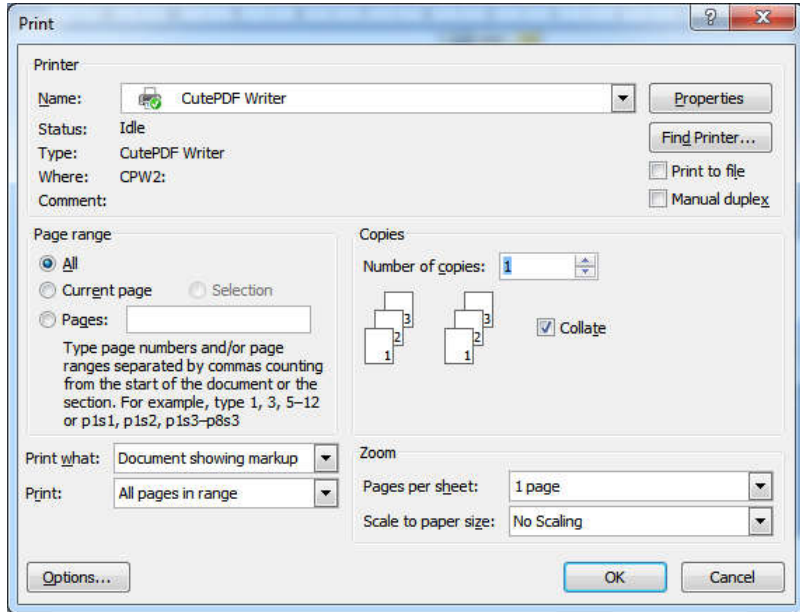 Print
Printer
Name: CutePDF Writer
Properties
Status: Idle
Find Printer...
Type: CutePDF Writer
Where: CPW2:
Print to file
Comment:
Manual duplex
Page range
All
Current page Selection
Pages:
Type page numbers and/or page
ranges separated by commas counting
from the start of the document or the
section. For example, type 1, 3, 5–12
or p1s1, p1s2, p1s3–p8s3
Copies
Number of copies: 1
3 3
2 2
1 1
Collate
Print what: Document showing markup
Print: All pages in range
Zoom
Pages per sheet: 1 page
Scale to paper size: No Scaling
Options...
OK
Cancel